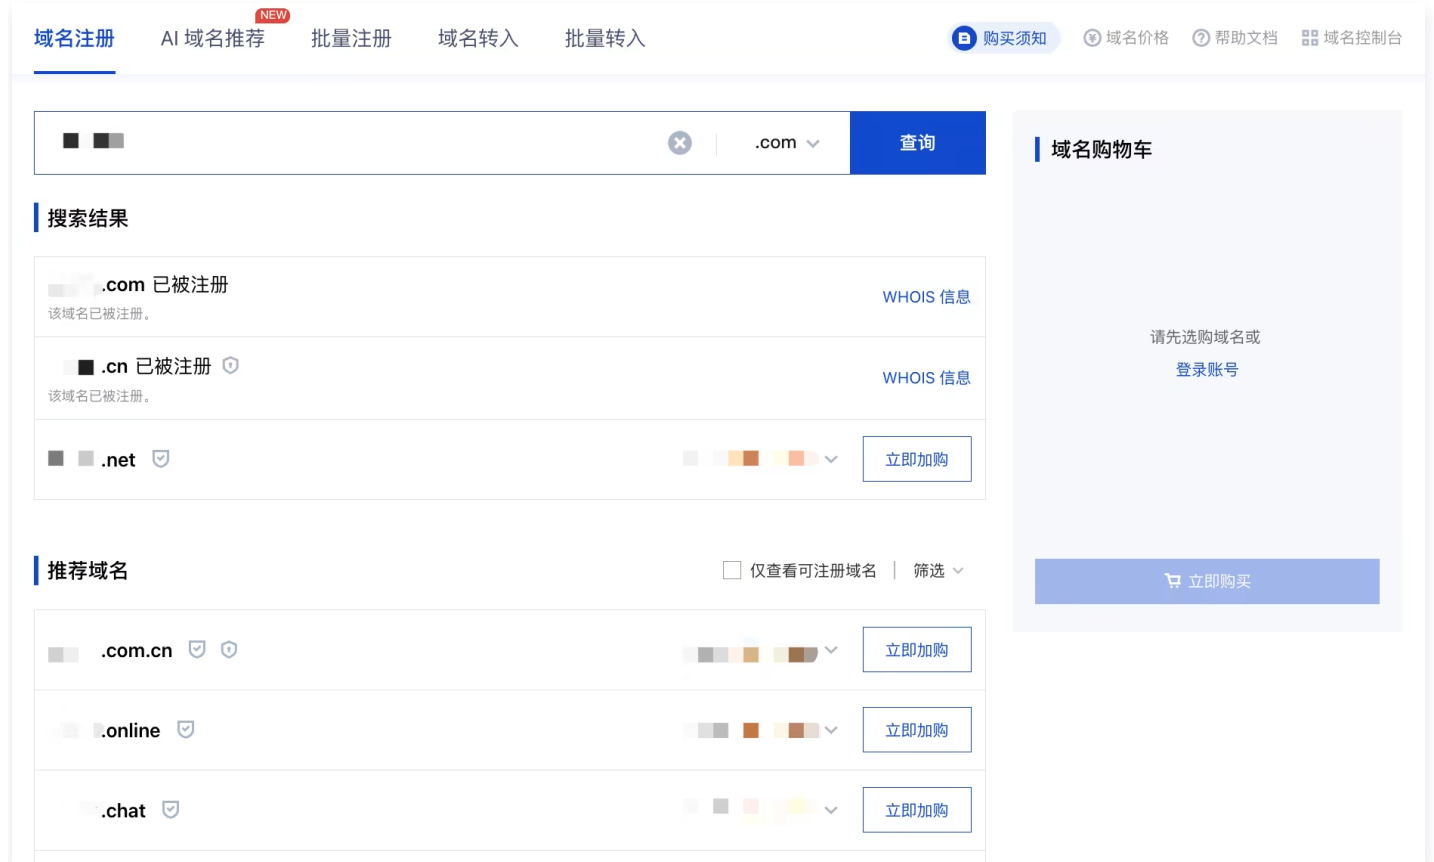 域名注册 AI 域名推荐 NEW 批量注册 域名转入 批量转入 购买须知 域名价格 帮助文档 域名控制台
.com 查询
域名购物车
搜索结果
.com 已被注册
该域名已被注册。
WHOIS 信息
.cn 已被注册
该域名已被注册。
WHOIS 信息
.net 立即加购
请先选购域名或
登录账号
立即购买
推荐域名 仅查看可注册域名 筛选
.com.cn 立即加购
.online 立即加购
.chat 立即加购